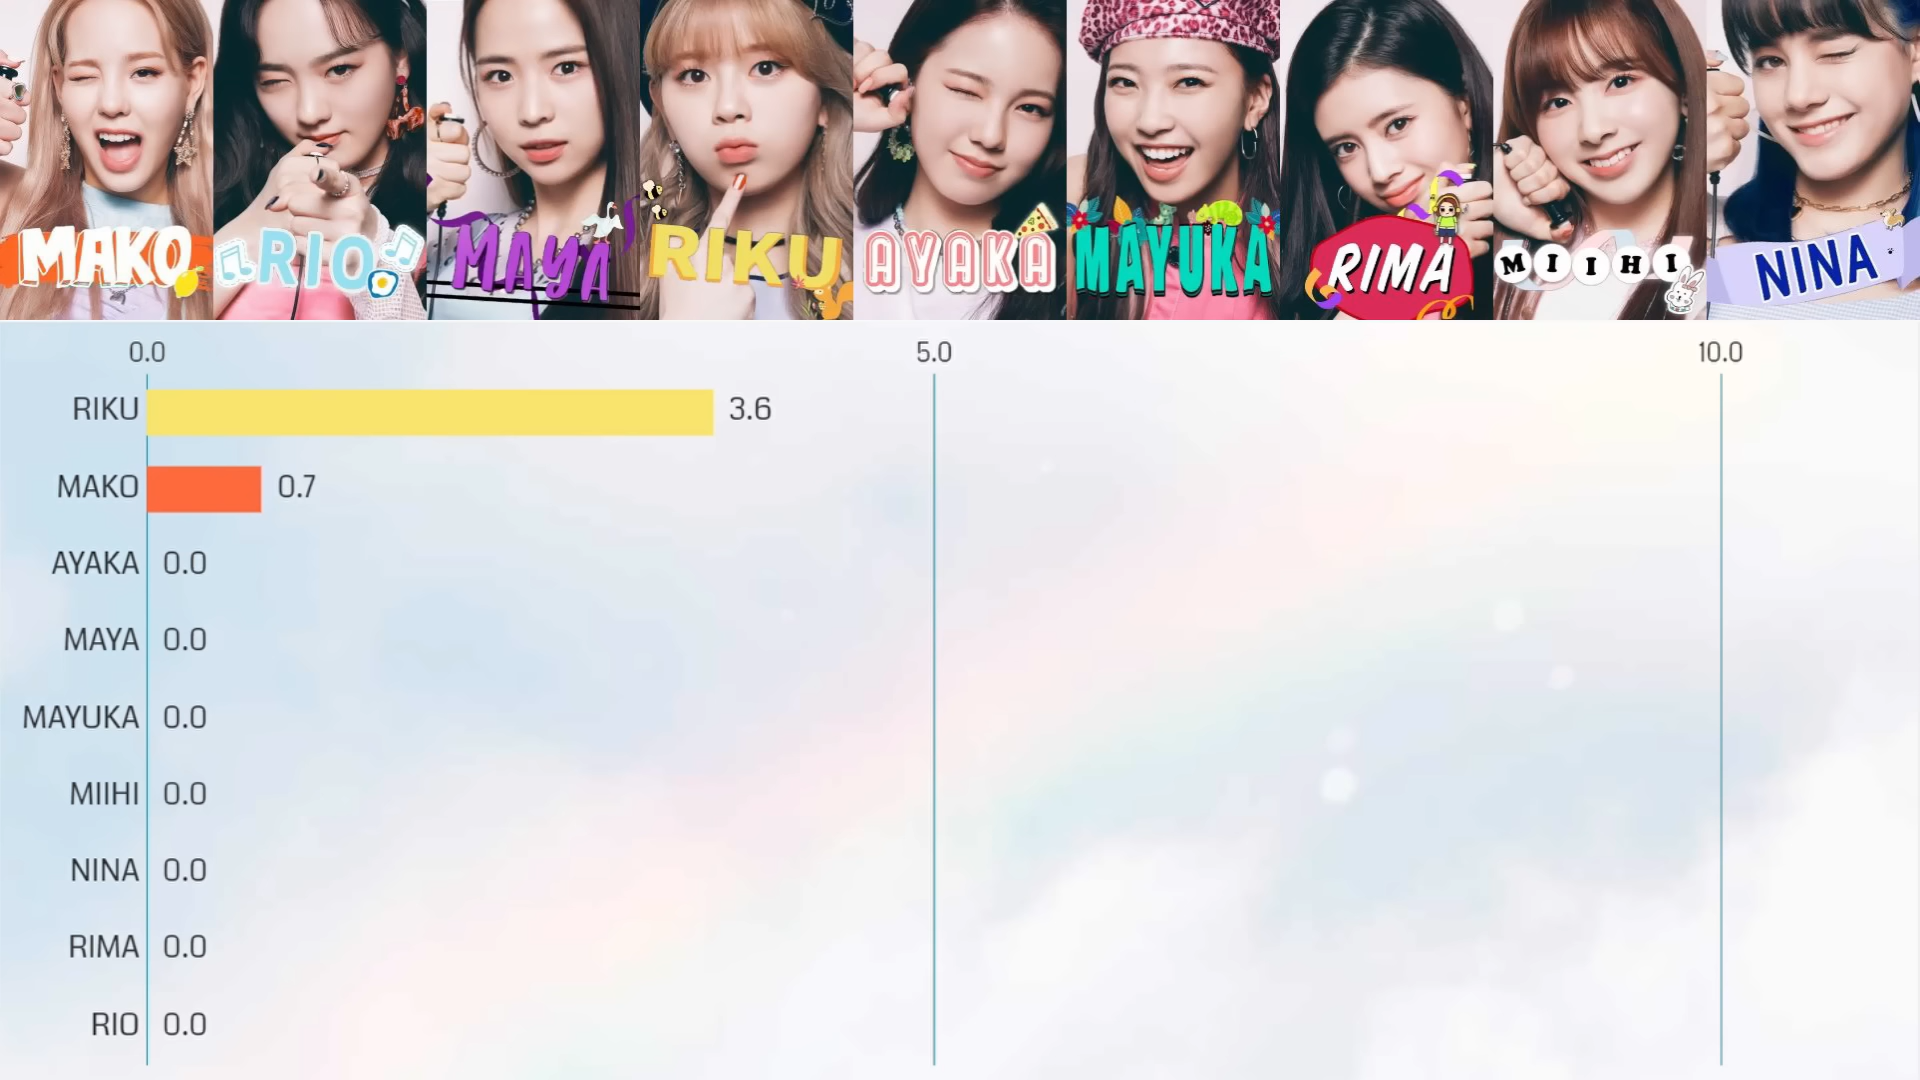 MAKO
RIO
MAYA
RIKU
AYAKA
MAYUKA
RIMA
MIIHI
NINA
0.0 5.0 10.0
RIKU 3.6
MAKO 0.7
AYAKA 0.0
MAYA 0.0
MAYUKA 0.0
MIIHI 0.0
NINA 0.0
RIMA 0.0
RIO 0.0